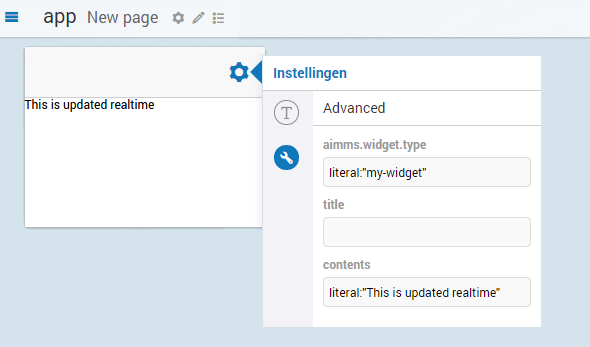 app New page
Instellingen
This is updated realtime
T
Advanced
aimms.widget.type
literal:"my-widget"
title
contents
literal:"This is updated realtime"